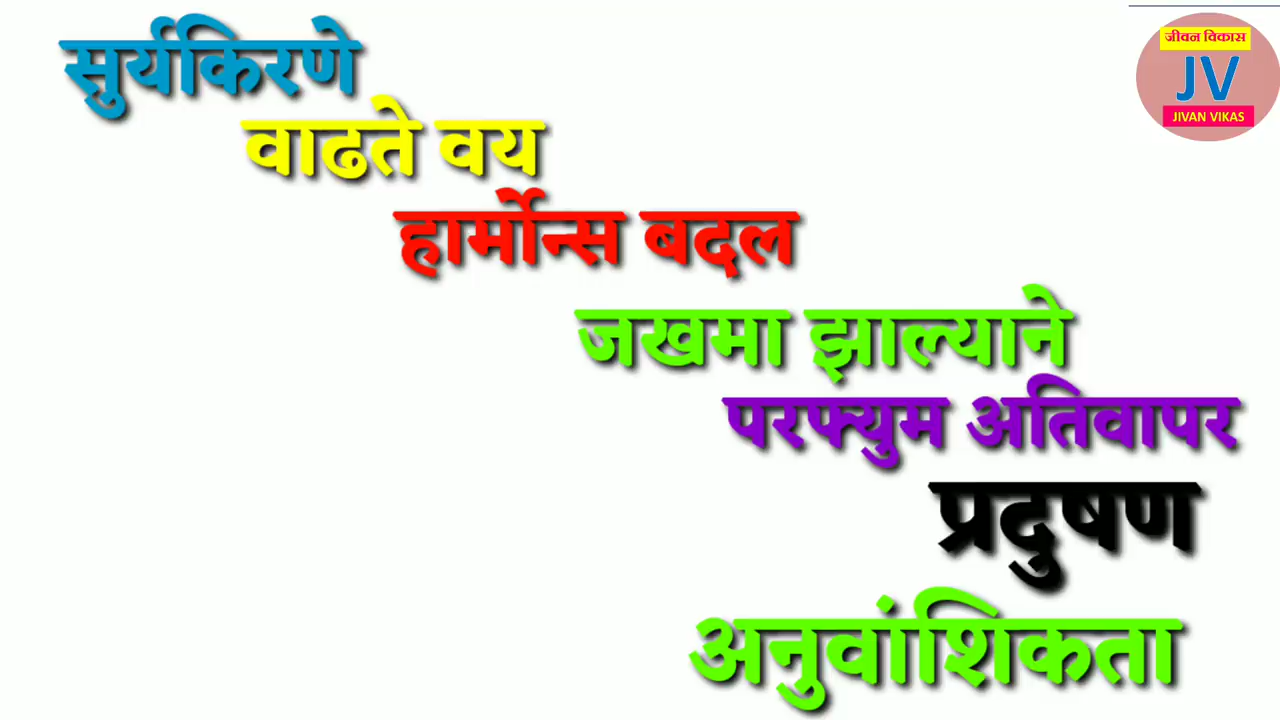 सुर्यकिरणे
वाढते वय
हार्मोन्स बदल
जखमा झाल्याने
परफ्युम अतिवापर
प्रदुषण
अनुवांशिकता
जीवन विकास
JV
JIVAN VIKAS